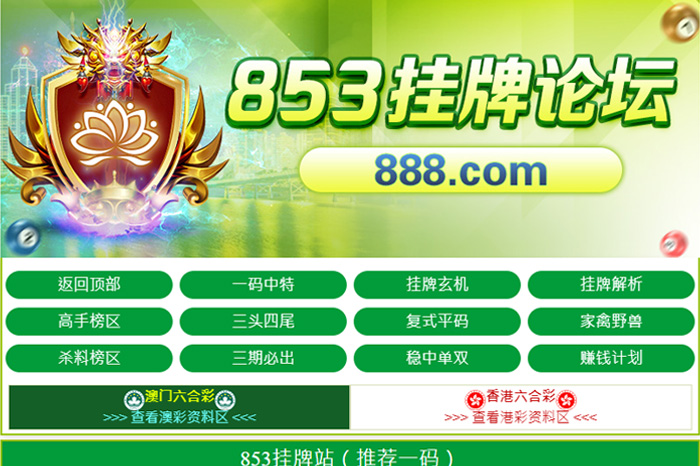 853挂牌论坛
888.com
返回顶部 一码中特 挂牌玄机 挂牌解析
高手榜区 三头四尾 复式平码 家禽野兽
杀料榜区 三期必出 稳中单双 赚钱计划
澳门六合彩 香港六合彩
>>> 查看澳彩资料区 <<< >>> 查看港彩资料区 <<<
853挂牌站（推荐一码）